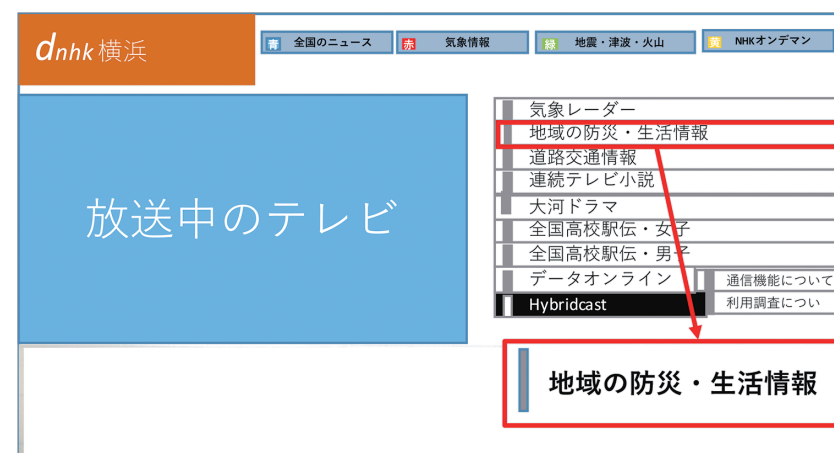 dnhk横浜
青 全国のニュース 赤 気象情報 緑 地震・津波・火山 黄 NHKオンデマン
放送中のテレビ
気象レーダー
地域の防災・生活情報
道路交通情報
連続テレビ小説
大河ドラマ
全国高校駅伝・女子
全国高校駅伝・男子
データオンライン 通信機能について
Hybridcast 利用調査につい
地域の防災・生活情報